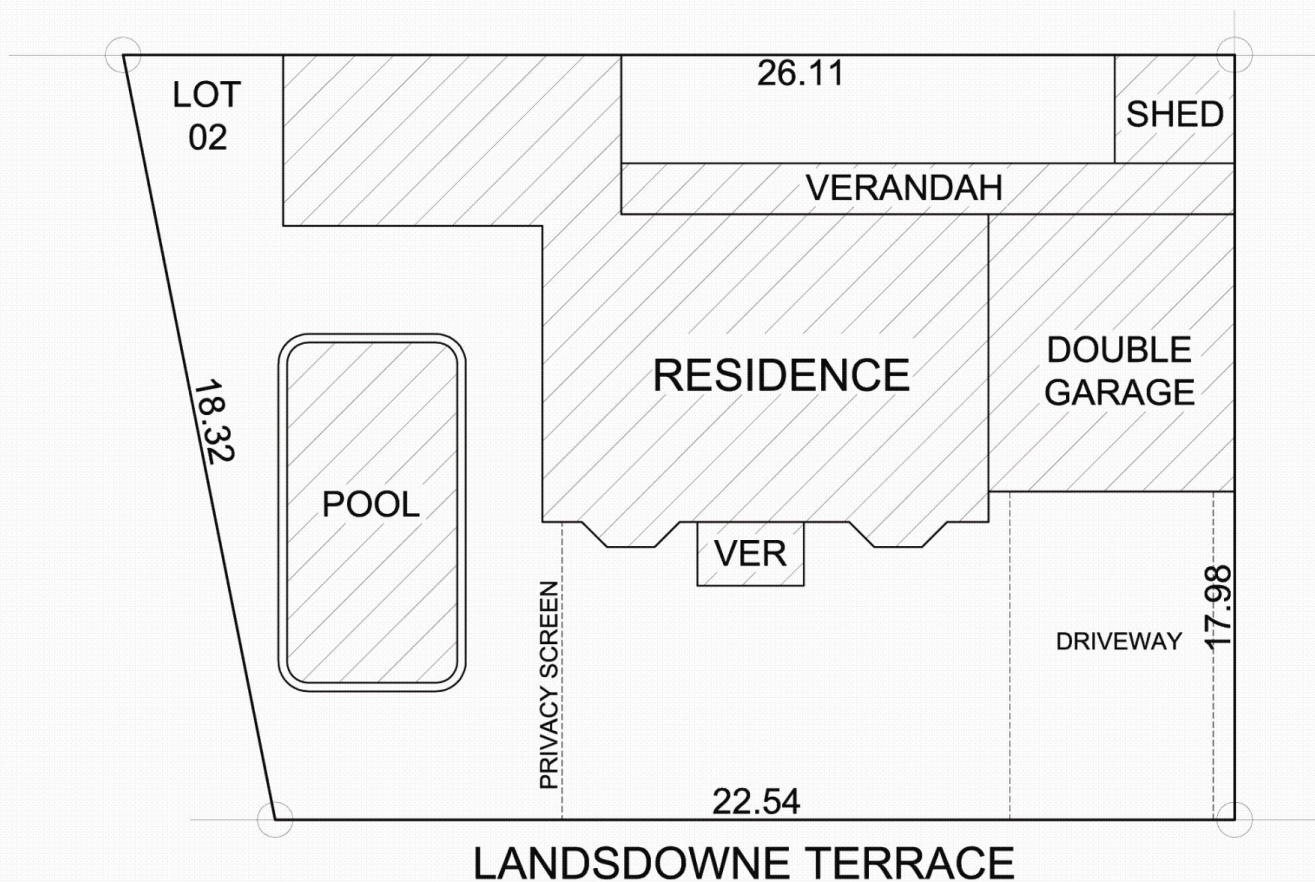 26.11
LOT
02
SHED
VERANDAH
RESIDENCE
DOUBLE
GARAGE
18.32
POOL
VER
PRIVACY SCREEN
DRIVEWAY
17.98
22.54
LANDSDOWNE TERRACE